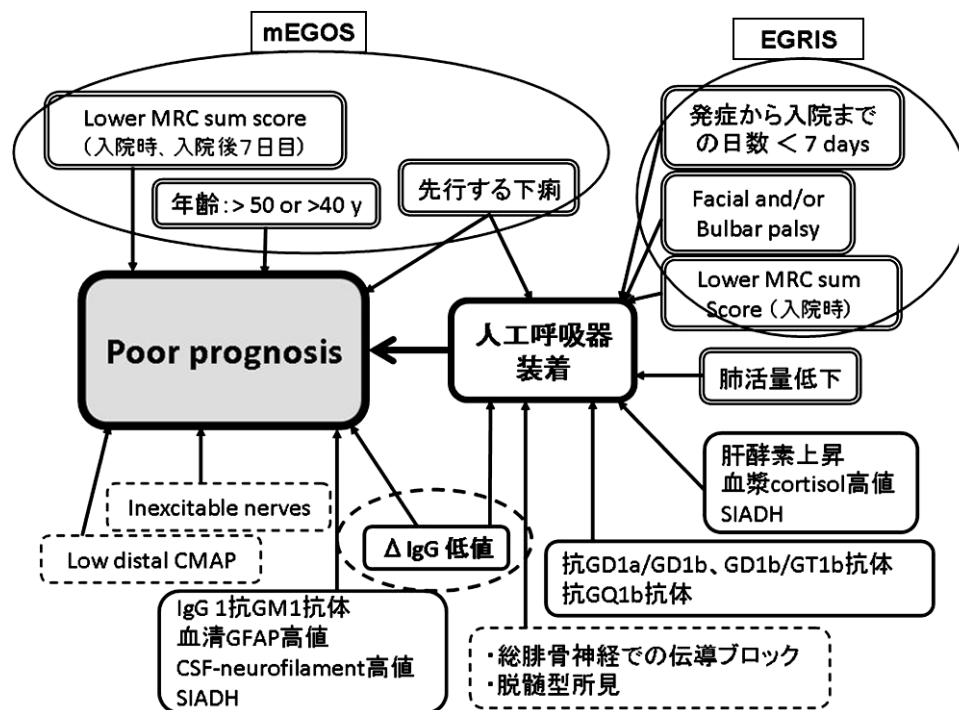 mEGOS
EGRIS
Lower MRC sum score
（入院時、入院後7日目）
年齢：> 50 or >40 y
先行する下痢
発症から入院まで
の日数 < 7 days
Facial and/or
Bulbar palsy
Lower MRC sum
Score（入院時）
Poor prognosis
人工呼吸器
装着
肺活量低下
肝酵素上昇
血漿cortisol高値
SIADH
Inexcitable nerves
Low distal CMAP
Δ IgG 低値
抗GD1a/GD1b、GD1b/GT1b抗体
抗GQ1b抗体
IgG 1抗GM1抗体
血清GFAP高値
CSF-neurofilament高値
SIADH
・総腓骨神経での伝導ブロック
・脱髄型所見